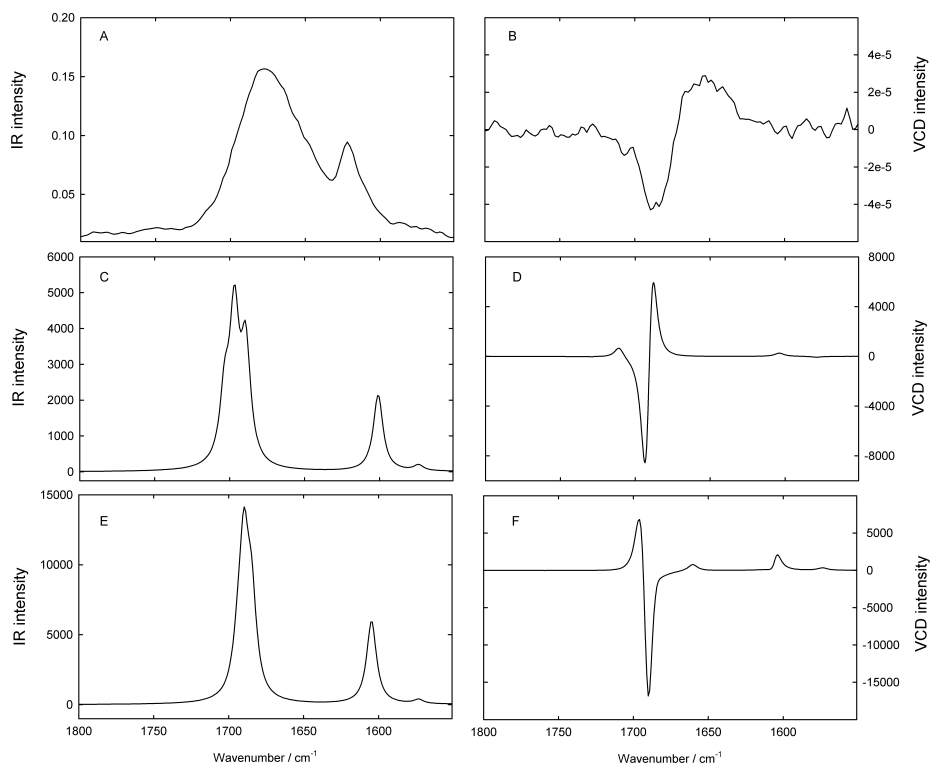 A
IR intensity
0.20
0.15
0.10
0.05
B
VCD intensity
4e-5
2e-5
0
-2e-5
-4e-5
C
IR intensity
6000
5000
4000
3000
2000
1000
0
D
VCD intensity
8000
4000
0
-4000
-8000
E
IR intensity
15000
10000
5000
0
1800 1750 1700 1650 1600
Wavenumber / cm⁻¹
F
VCD intensity
5000
0
-5000
-10000
-15000
1800 1750 1700 1650 1600
Wavenumber / cm⁻¹